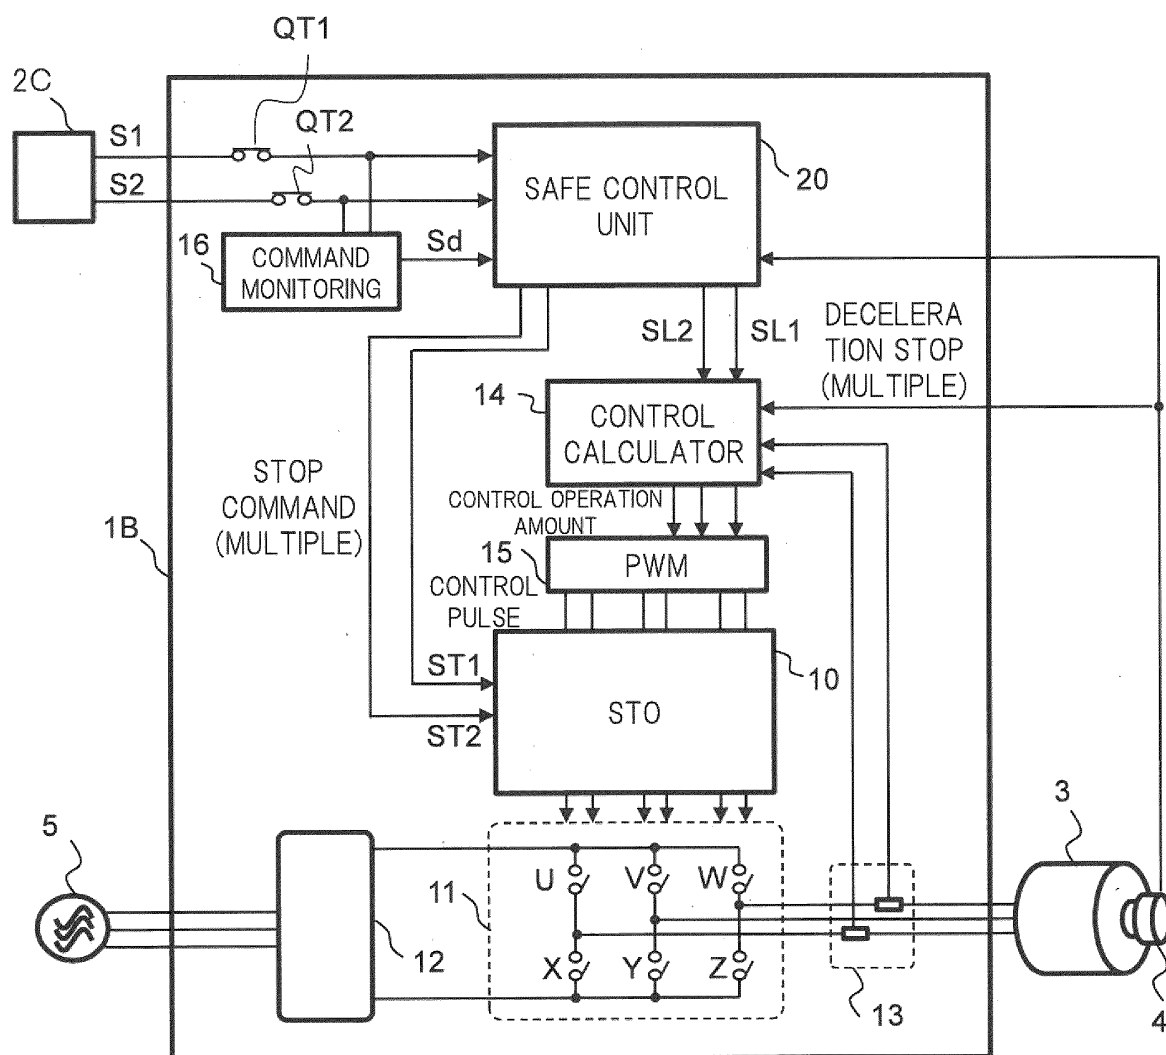 QT1
2C
S1
QT2
S2
20
SAFE CONTROL
UNIT
16
COMMAND
MONITORING
Sd
SL2
SL1
DECELERA
TION STOP
(MULTIPLE)
14
CONTROL
CALCULATOR
STOP
COMMAND
(MULTIPLE)
CONTROL OPERATION
AMOUNT
1B
15
PWM
CONTROL
PULSE
ST1
10
STO
ST2
5
3
U
V
W
11
12
X
Y
Z
13
4